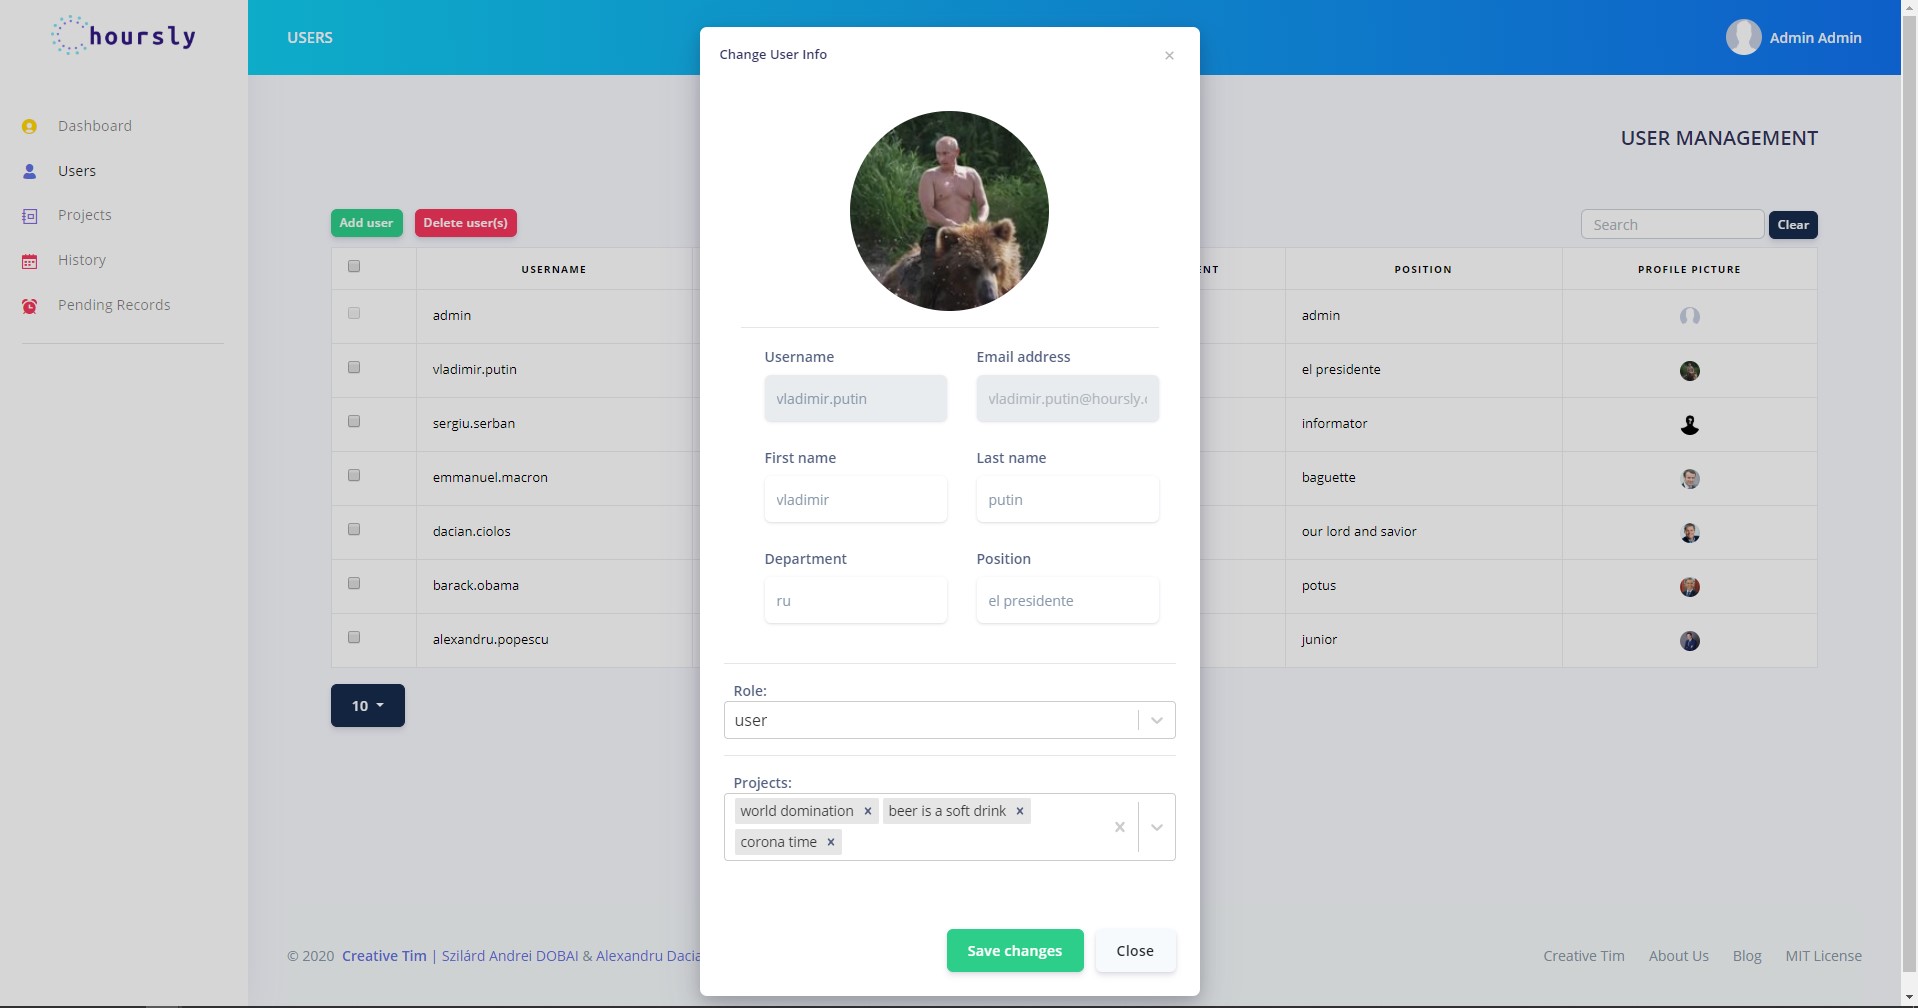 hoursly
USERS
Admin Admin
Dashboard
Users
Projects
History
Pending Records
USER MANAGEMENT
Add user
Delete user(s)
Search
Clear
USERNAME
NT
POSITION
PROFILE PICTURE
admin
admin
vladimir.putin
el presidente
sergiu.serban
informator
emmanuel.macron
baguette
dacian.ciolos
our lord and savior
barack.obama
potus
alexandru.popescu
junior
10
Change User Info
×
Username
Email address
vladimir.putin
vladimir.putin@hoursly.c
First name
Last name
vladimir
putin
Department
Position
ru
el presidente
Role:
user
Projects:
world domination × beer is a soft drink ×
corona time ×
Save changes
Close
© 2020 Creative Tim | Szilárd Andrei DOBAI & Alexandru Dacia
Creative Tim About Us Blog MIT License